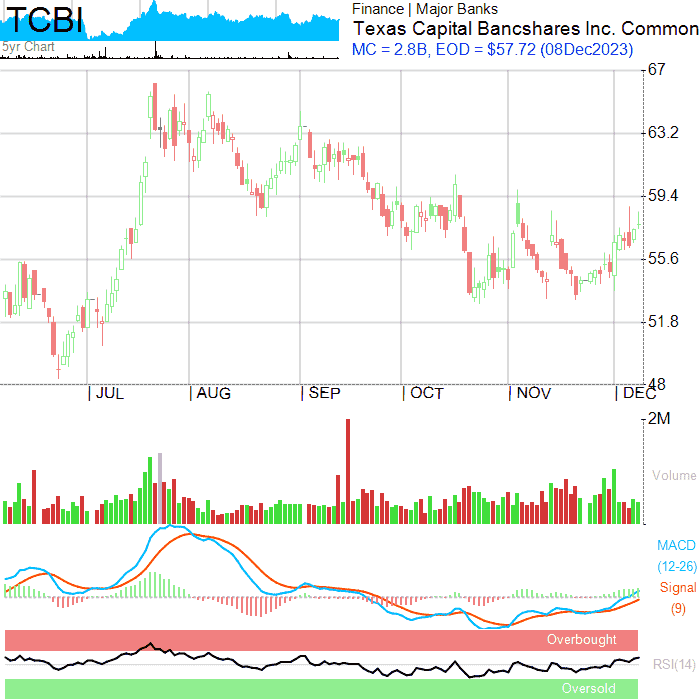 TCBI
5yr Chart
Finance | Major Banks
Texas Capital Bancshares Inc. Common
MC = 2.8B, EOD = $57.72 (08Dec2023)
67
63.2
59.4
55.6
51.8
48
JUL
AUG
SEP
OCT
NOV
DEC
2M
Volume
MACD
(12-26)
Signal
(9)
Overbought
RSI(14)
Oversold